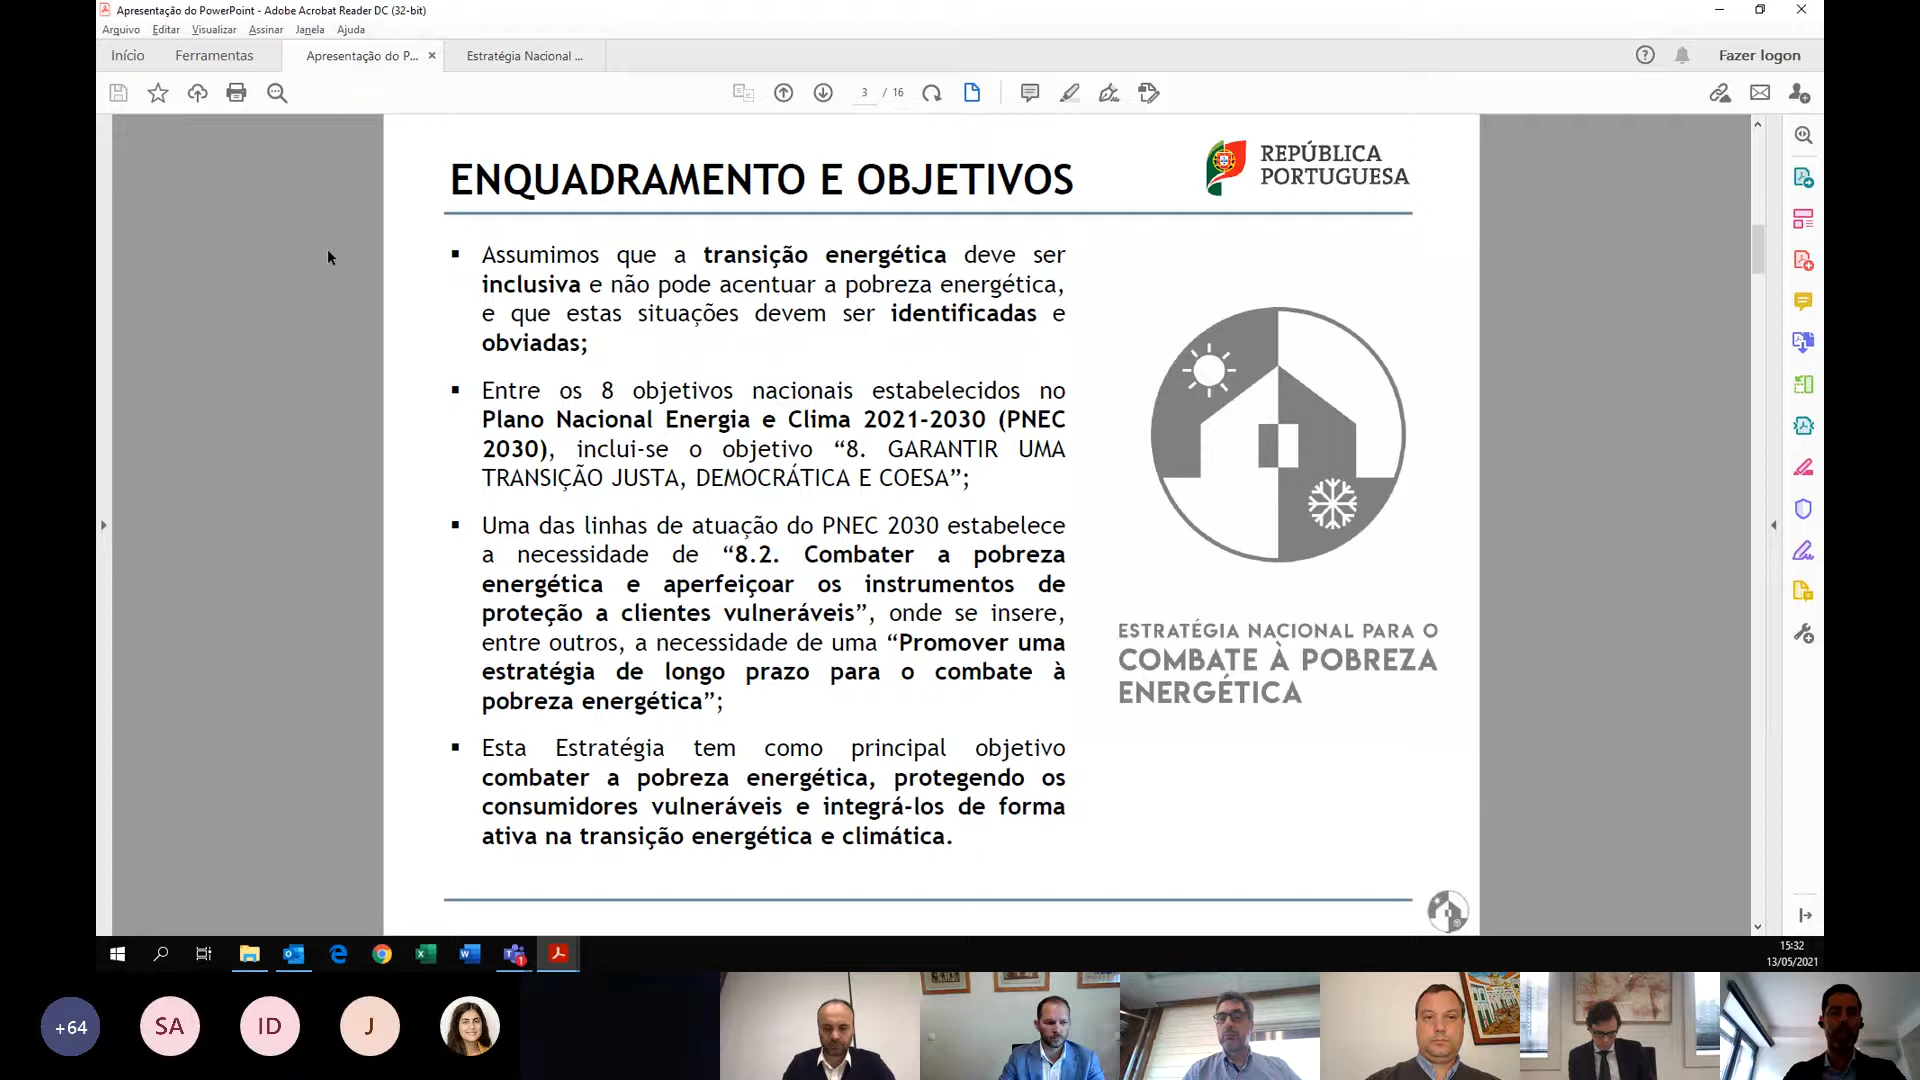 Apresentação do PowerPoint - Adobe Acrobat Reader DC (32-bit)
Arquivo Editar Visualizar Assinar Janela Ajuda
Início Ferramentas Apresentação do P... × Estratégia Nacional ... Fazer logon
3 / 16
ENQUADRAMENTO E OBJETIVOS
REPÚBLICA
PORTUGUESA
▪ Assumimos que a transição energética deve ser
inclusiva e não pode acentuar a pobreza energética,
e que estas situações devem ser identificadas e
obviadas;
▪ Entre os 8 objetivos nacionais estabelecidos no
Plano Nacional Energia e Clima 2021-2030 (PNEC
2030), inclui-se o objetivo “8. GARANTIR UMA
TRANSIÇÃO JUSTA, DEMOCRÁTICA E COESA”;
▪ Uma das linhas de atuação do PNEC 2030 estabelece
a necessidade de “8.2. Combater a pobreza
energética e aperfeiçoar os instrumentos de
proteção a clientes vulneráveis”, onde se insere,
entre outros, a necessidade de uma “Promover uma
estratégia de longo prazo para o combate à
pobreza energética”;
▪ Esta Estratégia tem como principal objetivo
combater a pobreza energética, protegendo os
consumidores vulneráveis e integrá-los de forma
ativa na transição energética e climática.
ESTRATÉGIA NACIONAL PARA O
COMBATE À POBREZA
ENERGÉTICA
15:32
13/05/2021
+64 SA ID J